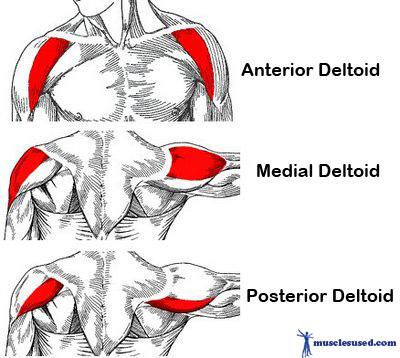 Anterior Deltoid
Medial Deltoid
Posterior Deltoid
musclesused.com